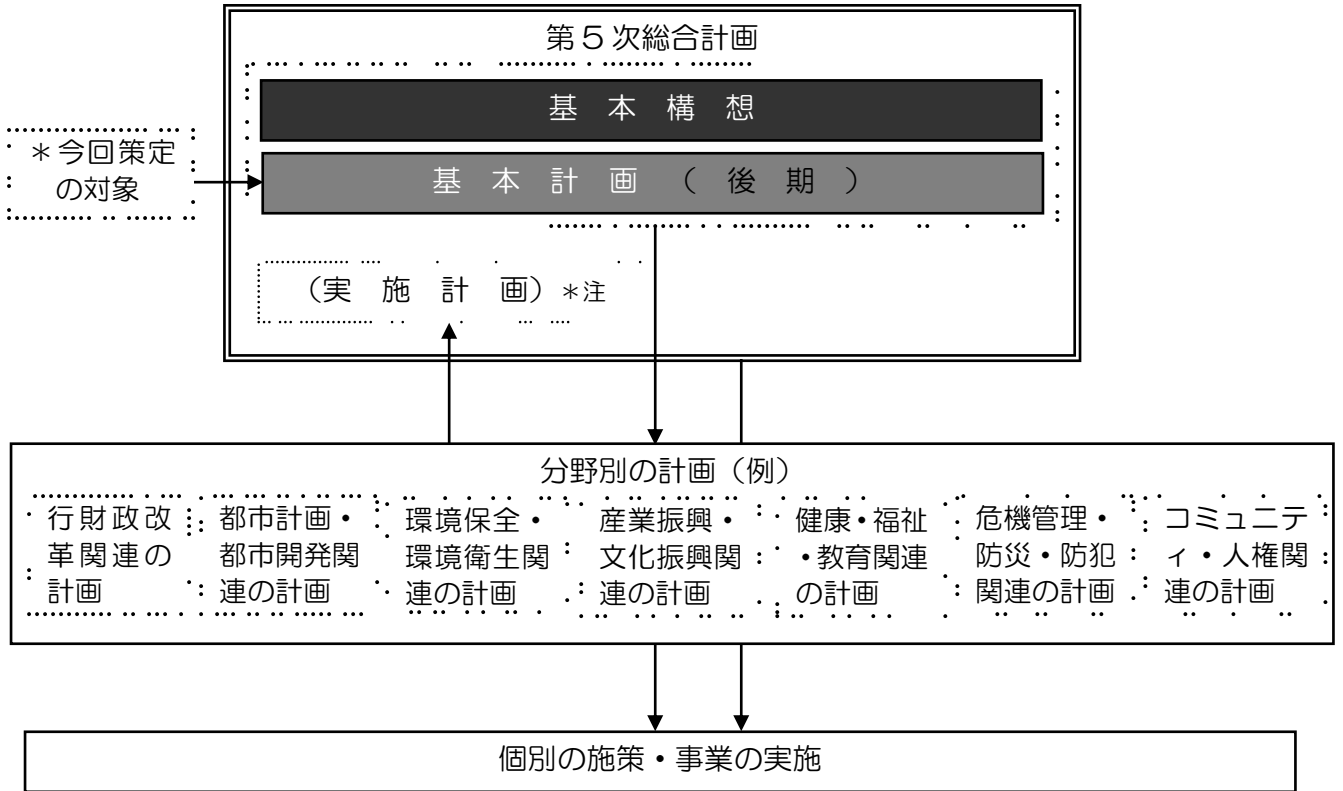 第５次総合計画
基本構想
＊今回策定
の対象
基本計画（後期）
（実施計画）＊注
分野別の計画（例）
行財政改
革関連の
計画
都市計画・
都市開発関
連の計画
環境保全・
環境衛生関
連の計画
産業振興・
文化振興関
連の計画
健康・福祉
・教育関連
の計画
危機管理・
防災・防犯
関連の計画
コミュニテ
ィ・人権関
連の計画
個別の施策・事業の実施